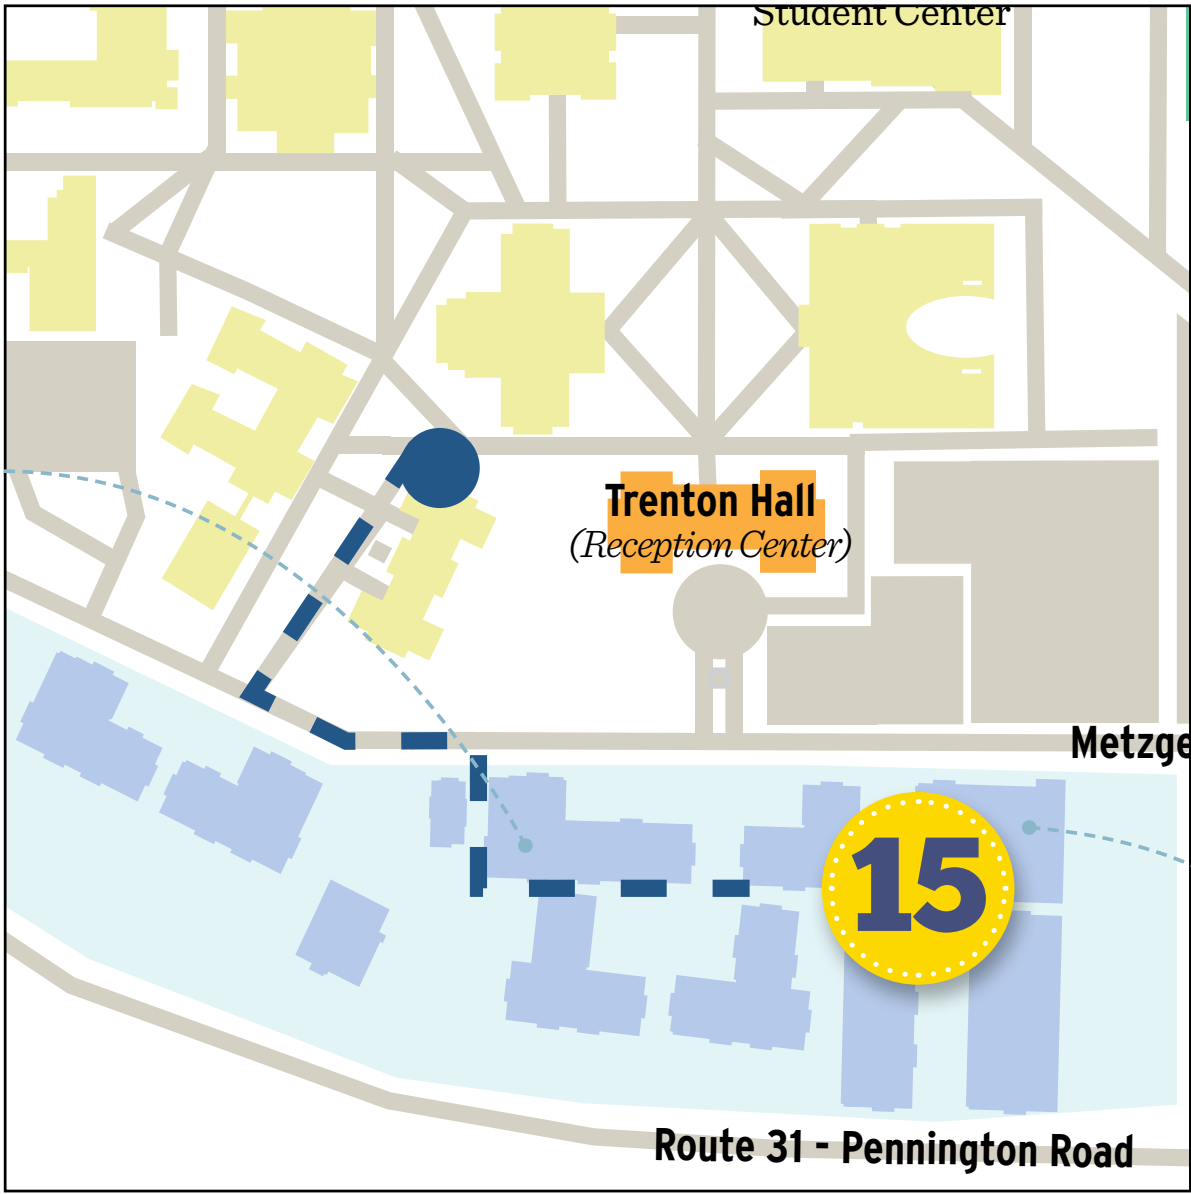 Student Center
Trenton Hall
(Reception Center)
Metzge
15
Route 31 - Pennington Road